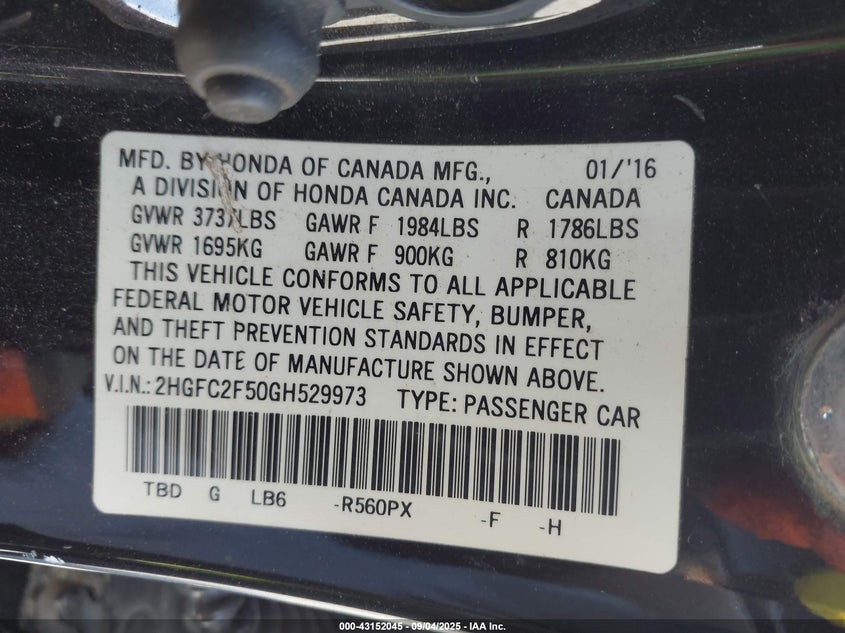 MFD. BY HONDA OF CANADA MFG., 01/'16
A DIVISION OF HONDA CANADA INC. CANADA
GVWR 3737LBS GAWR F 1984LBS R 1786LBS
GVWR 1695KG GAWR F 900KG R 810KG
THIS VEHICLE CONFORMS TO ALL APPLICABLE
FEDERAL MOTOR VEHICLE SAFETY, BUMPER,
AND THEFT PREVENTION STANDARDS IN EFFECT
ON THE DATE OF MANUFACTURE SHOWN ABOVE.
V.I.N.: 2HGFC2F50GH529973 TYPE: PASSENGER CAR
TBD G LB6 -R560PX -F -H
000-43152045 - 09/04/2025 - IAA Inc.